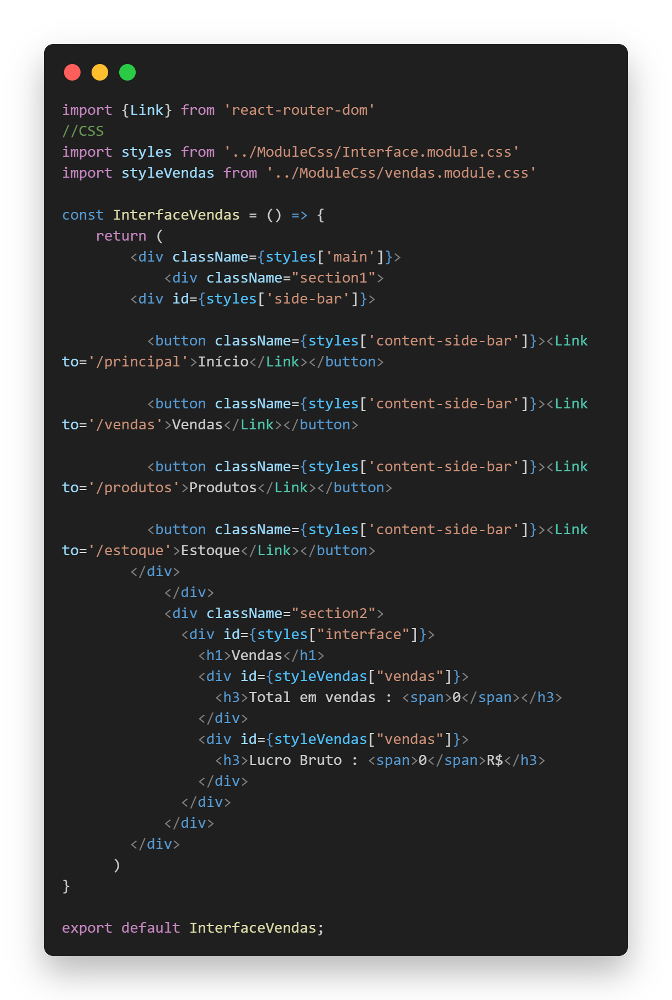 import {Link} from 'react-router-dom'
//CSS
import styles from '../ModuleCss/Interface.module.css'
import styleVendas from '../ModuleCss/vendas.module.css'

const InterfaceVendas = () => {
    return (
        <div className={styles['main']}>
            <div className="section1">
        <div id={styles['side-bar']}>

          <button className={styles['content-side-bar']}><Link
to='/principal'>Início</Link></button>

          <button className={styles['content-side-bar']}><Link
to='/vendas'>Vendas</Link></button>

          <button className={styles['content-side-bar']}><Link
to='/produtos'>Produtos</Link></button>

          <button className={styles['content-side-bar']}><Link
to='/estoque'>Estoque</Link></button>
        </div>
            </div>
            <div className="section2">
              <div id={styles["interface"]}>
                <h1>Vendas</h1>
                <div id={styleVendas["vendas"]}>
                  <h3>Total em vendas : <span>0</span></h3>
                </div>
                <div id={styleVendas["vendas"]}>
                  <h3>Lucro Bruto : <span>0</span>R$</h3>
                </div>
              </div>
            </div>
        </div>
      )
}

export default InterfaceVendas;